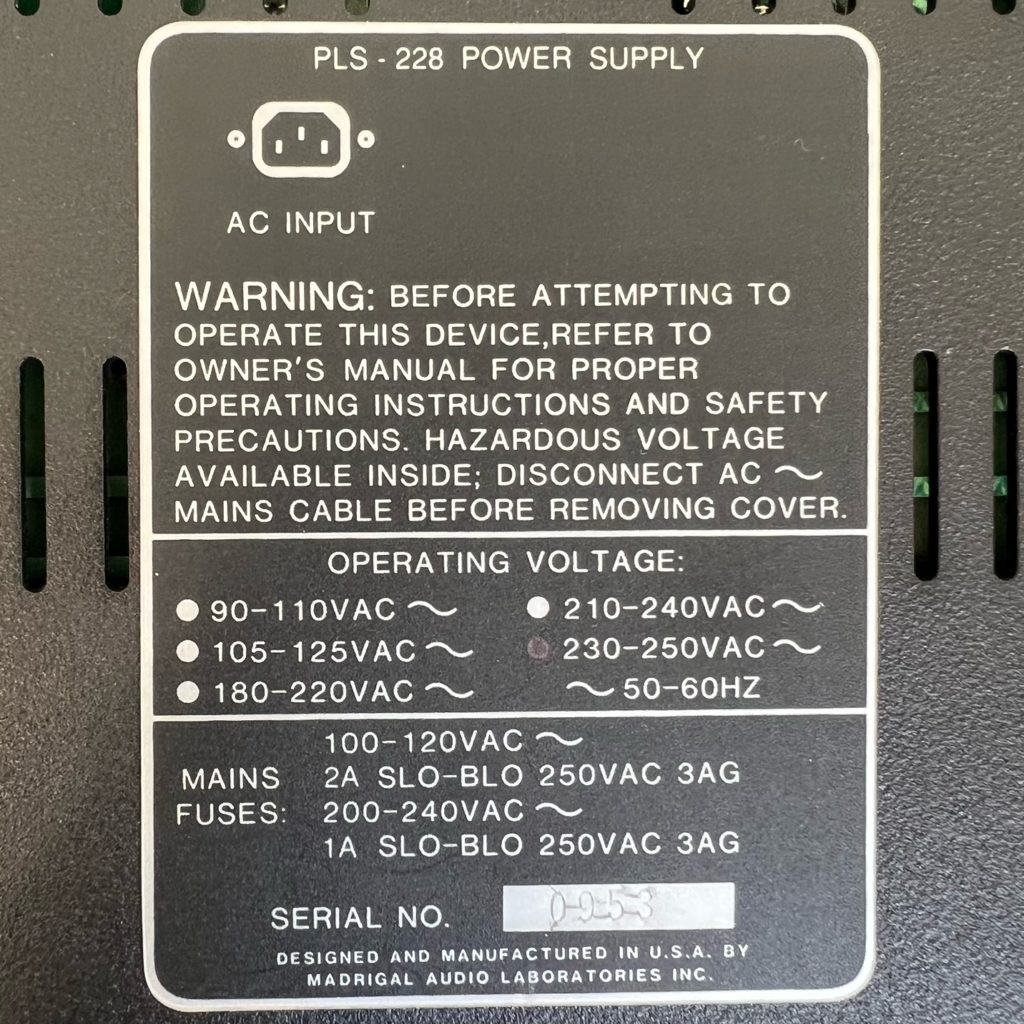 PLS - 228 POWER SUPPLY
AC INPUT
WARNING: BEFORE ATTEMPTING TO
OPERATE THIS DEVICE,REFER TO
OWNER'S MANUAL FOR PROPER
OPERATING INSTRUCTIONS AND SAFETY
PRECAUTIONS. HAZARDOUS VOLTAGE
AVAILABLE INSIDE; DISCONNECT AC ~
MAINS CABLE BEFORE REMOVING COVER.
OPERATING VOLTAGE:
90-110VAC ~ 210-240VAC ~
105-125VAC ~ 230-250VAC ~
180-220VAC ~ ~ 50-60HZ
100-120VAC ~
MAINS 2A SLO-BLO 250VAC 3AG
FUSES: 200-240VAC ~
1A SLO-BLO 250VAC 3AG
SERIAL NO. 0953
DESIGNED AND MANUFACTURED IN U.S.A. BY
MADRIGAL AUDIO LABORATORIES INC.